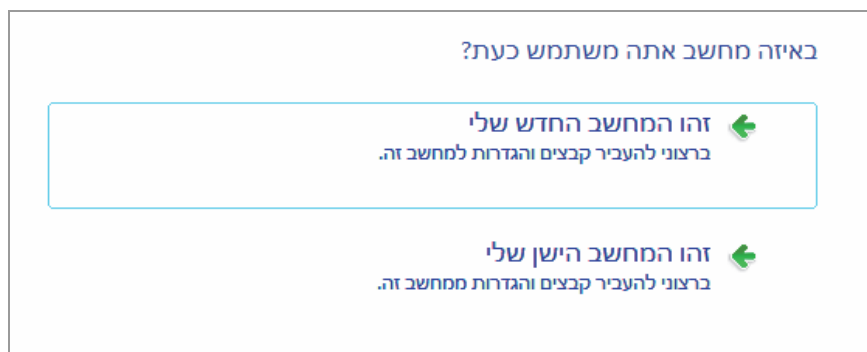 באיזה מחשב אתה משתמש כעת?
זהו המחשב החדש שלי
ברצוני להעביר קבצים והגדרות למחשב זה.
זהו המחשב הישן שלי
ברצוני להעביר קבצים והגדרות ממחשב זה.